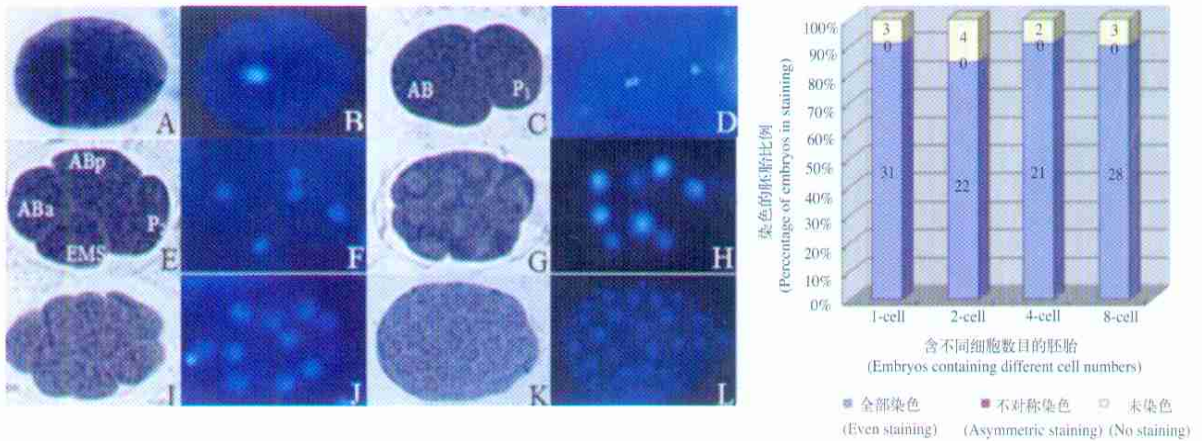 A
B
AB
P1
C
D
ABp
ABa
P2
EMS
E
F
G
H
I
J
K
L
染色的胚胎比例
(Percentage of embryos in staining)
100%
90%
80%
70%
60%
50%
40%
30%
20%
10%
0%
3
0
31
4
0
22
2
0
21
3
0
28
1-cell
2-cell
4-cell
8-cell
含不同细胞数目的胚胎
(Embryos containing different cell numbers)
全部染色
不对称染色
未染色
(Even staining)
(Asymmetric staining)
(No staining)